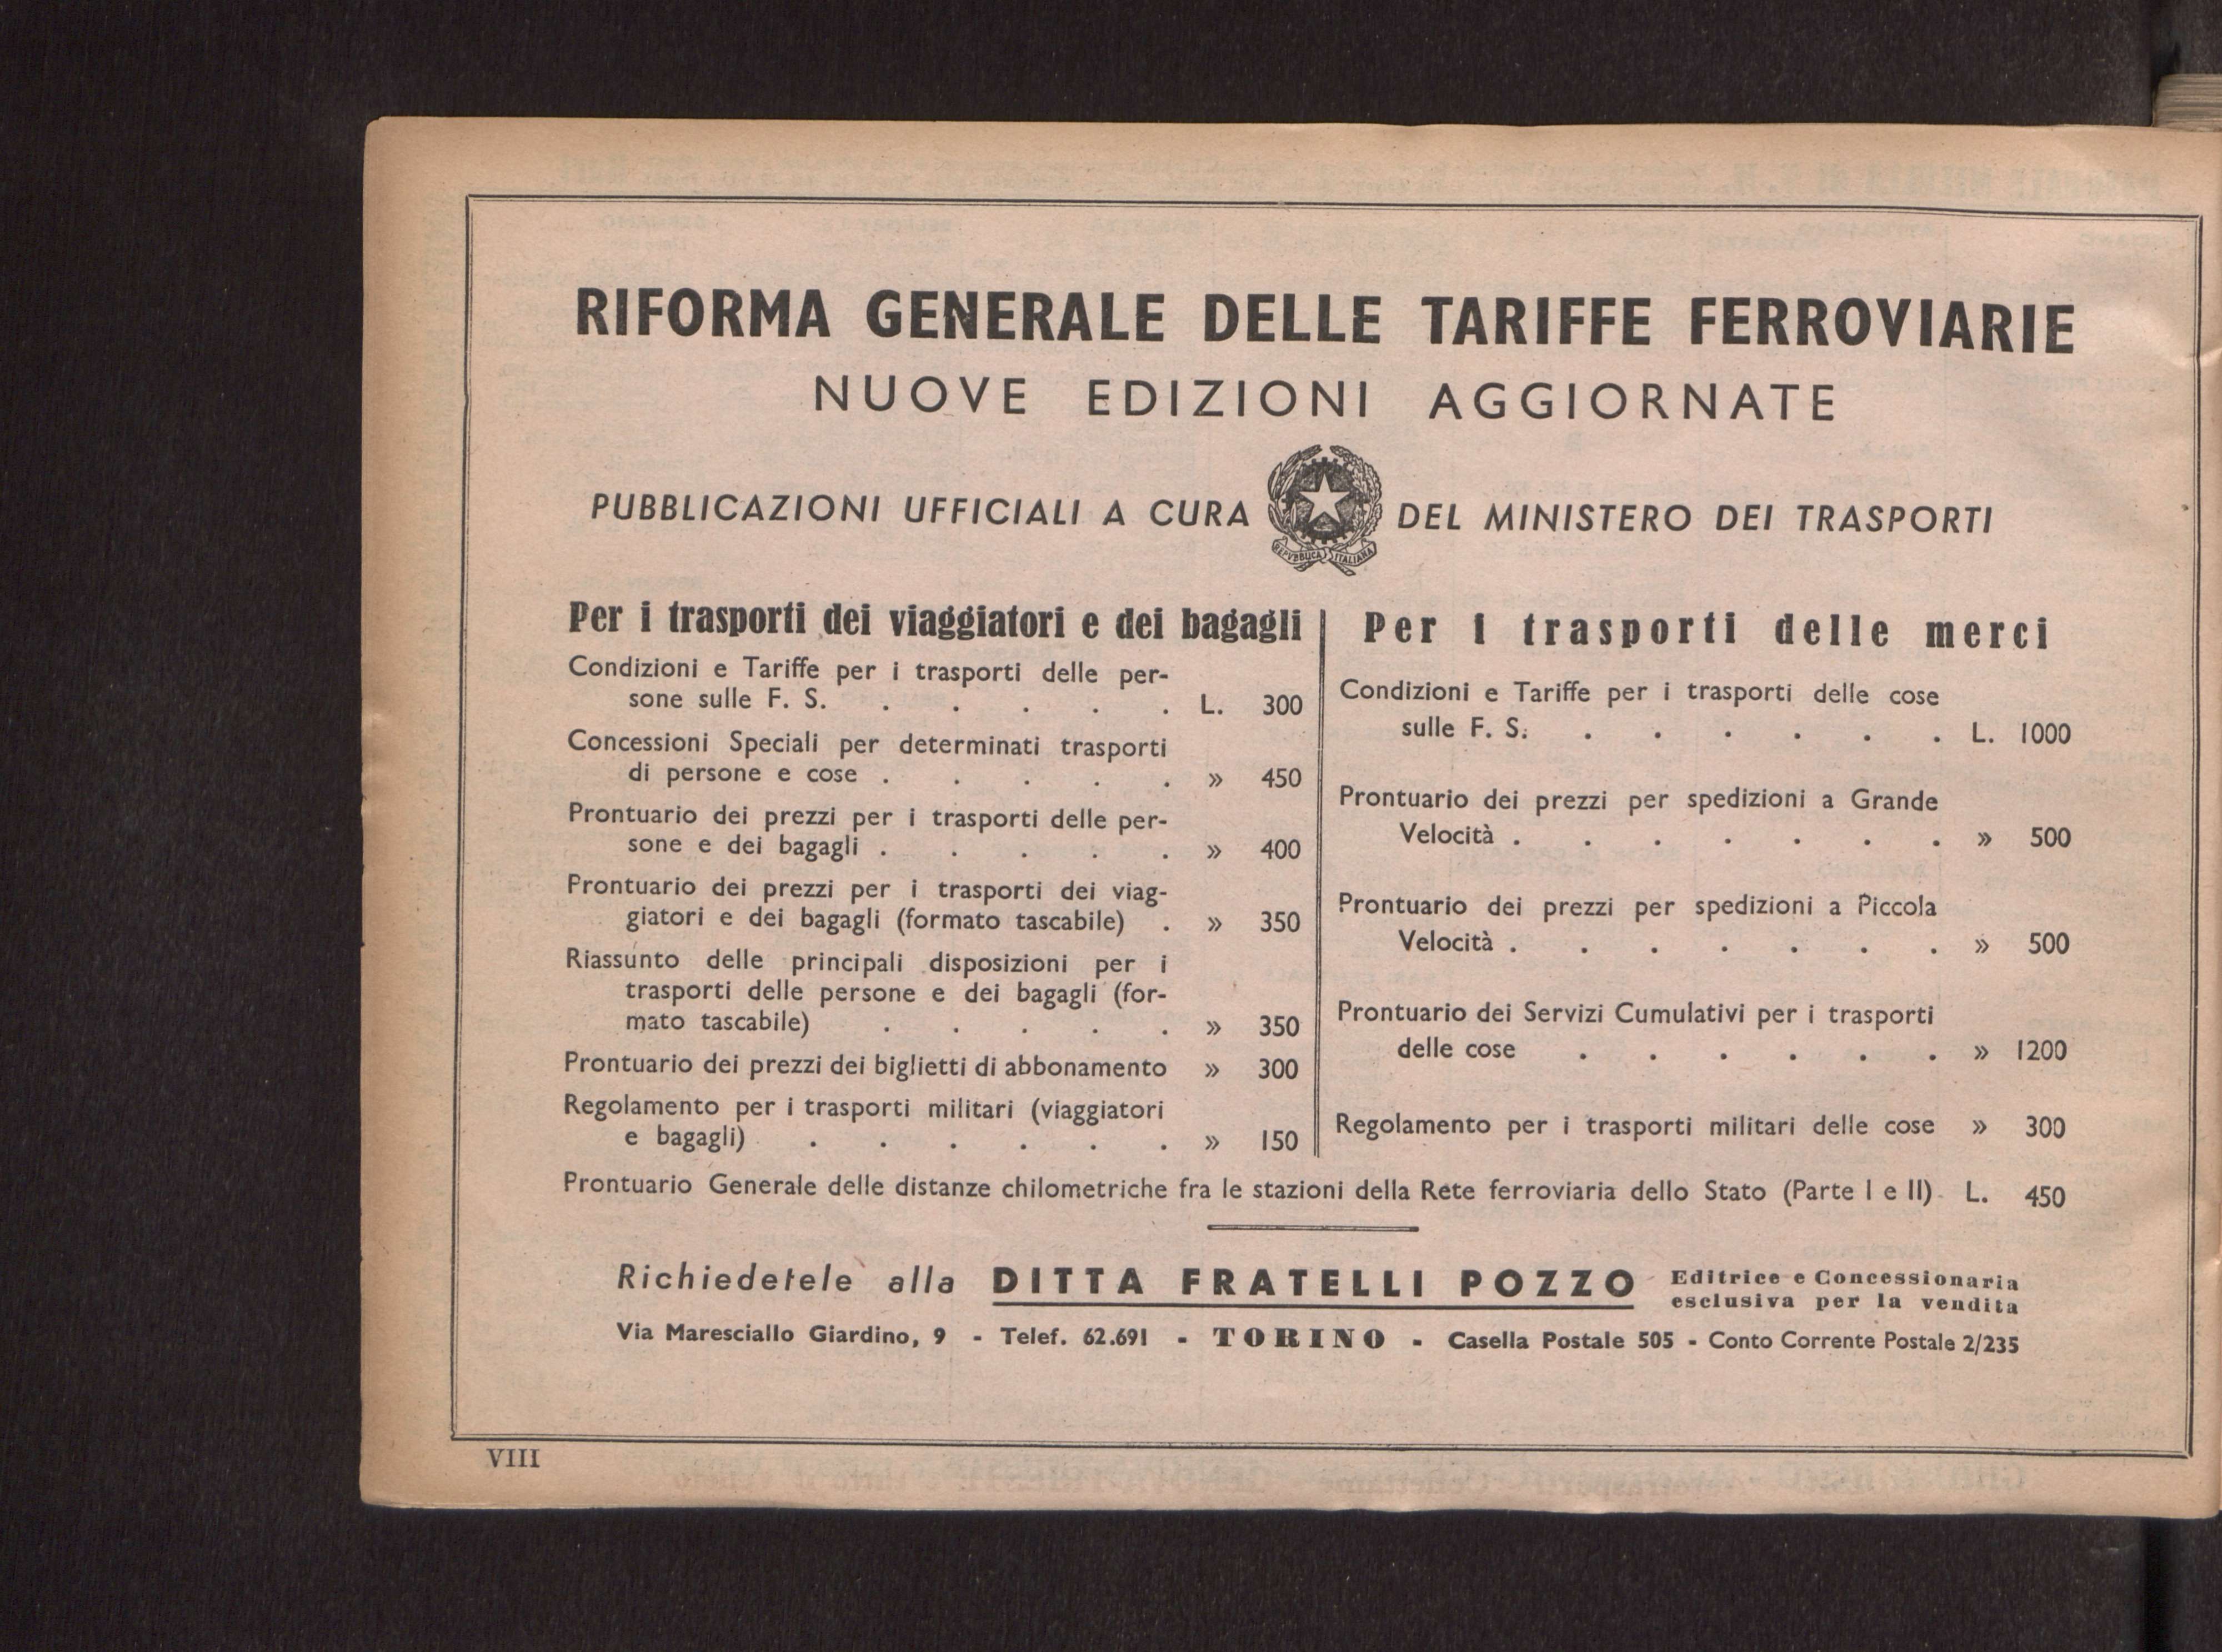 RIFORMA GENERALE DELLE TARIFFE FERROVIARIE
NUOVE EDIZIONI AGGIORNATE
PUBBLICAZIONI UFFICIALI A CURA DEL MINISTERO DEI TRASPORTI
REPVBBLICA ITALIANA
Per i trasporti dei viaggiatori e dei bagagli
Condizioni e Tariffe per i trasporti delle per-
sone sulle F. S. . . . . . L. 300
Concessioni Speciali per determinati trasporti
di persone e cose . . . . . » 450
Prontuario dei prezzi per i trasporti delle per-
sone e dei bagagli . . . . . » 400
Prontuario dei prezzi per i trasporti dei viag-
giatori e dei bagagli (formato tascabile) . » 350
Riassunto delle principali disposizioni per i
trasporti delle persone e dei bagagli (for-
mato tascabile) . . . . . » 350
Prontuario dei prezzi dei biglietti di abbonamento » 300
Regolamento per i trasporti militari (viaggiatori
e bagagli) . . . . . . » 150
Per i trasporti delle merci
Condizioni e Tariffe per i trasporti delle cose
sulle F. S. . . . . . . L. 1000
Prontuario dei prezzi per spedizioni a Grande
Velocità . . . . . . . » 500
Prontuario dei prezzi per spedizioni a Piccola
Velocità . . . . . . . » 500
Prontuario dei Servizi Cumulativi per i trasporti
delle cose . . . . . . » 1200
Regolamento per i trasporti militari delle cose » 300
Prontuario Generale delle distanze chilometriche fra le stazioni della Rete ferroviaria dello Stato (Parte I e II) L. 450
Richiedetele alla DITTA FRATELLI POZZO Editrice e Concessionaria
esclusiva per la vendita
Via Maresciallo Giardino, 9 - Telef. 62.691 - TORINO - Casella Postale 505 - Conto Corrente Postale 2/235
VIII